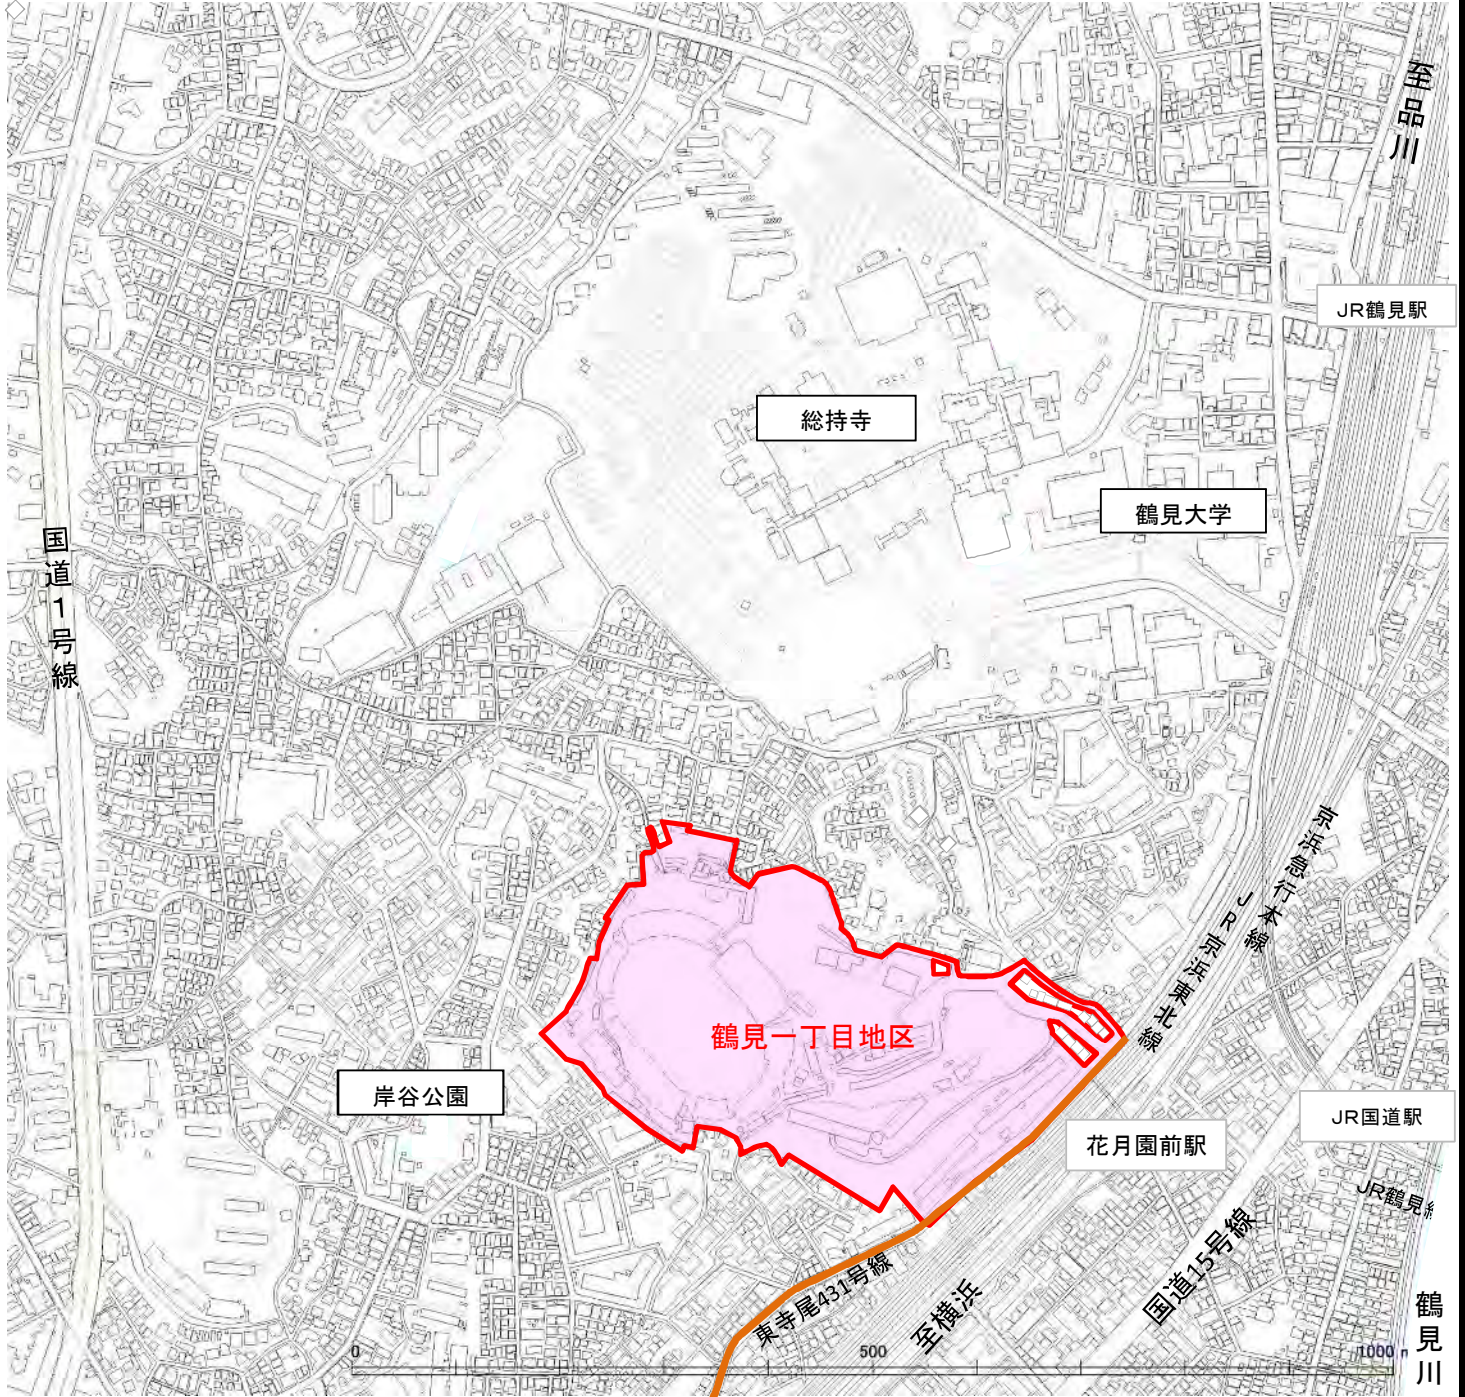 至品川
JR鶴見駅
総持寺
鶴見大学
国道1号線
京浜急行本線
JR京浜東北線
鶴見一丁目地区
岸谷公園
JR国道駅
花月園前駅
JR鶴見線
国道15号線
東寺尾431号線
至横浜
鶴見川
0 500 1000 m